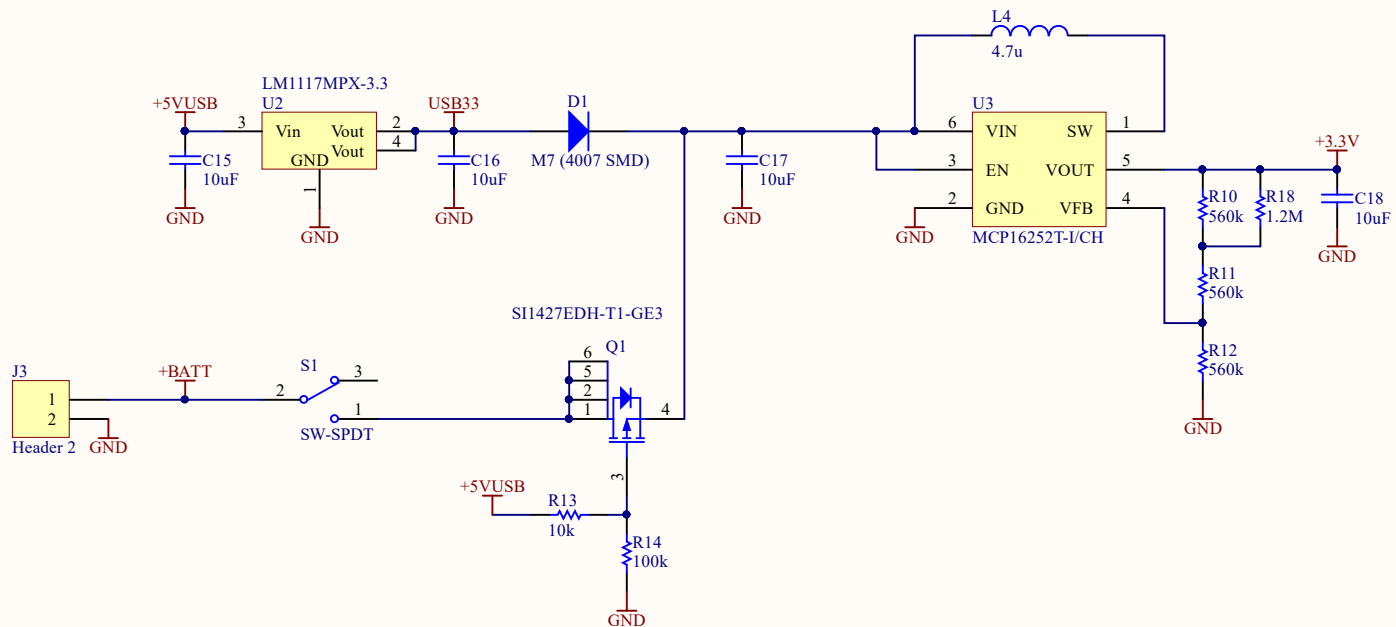 L4
4.7u
LM1117MPX-3.3
+5VUSB
U2
USB33
D1
U3
3
Vin
Vout
2
Vout
4
GND
1
M7 (4007 SMD)
6
VIN
SW
1
3
EN
VOUT
5
2
GND
VFB
4
MCP16252T-I/CH
+3.3V
C15
10uF
GND
GND
C16
10uF
GND
C17
10uF
GND
GND
R10
560k
R18
1.2M
C18
10uF
GND
R11
560k
R12
560k
GND
SI1427EDH-T1-GE3
Q1
6
5
2
1
4
3
J3
1
2
Header 2
GND
+BATT
S1
2
3
1
SW-SPDT
+5VUSB
R13
10k
R14
100k
GND